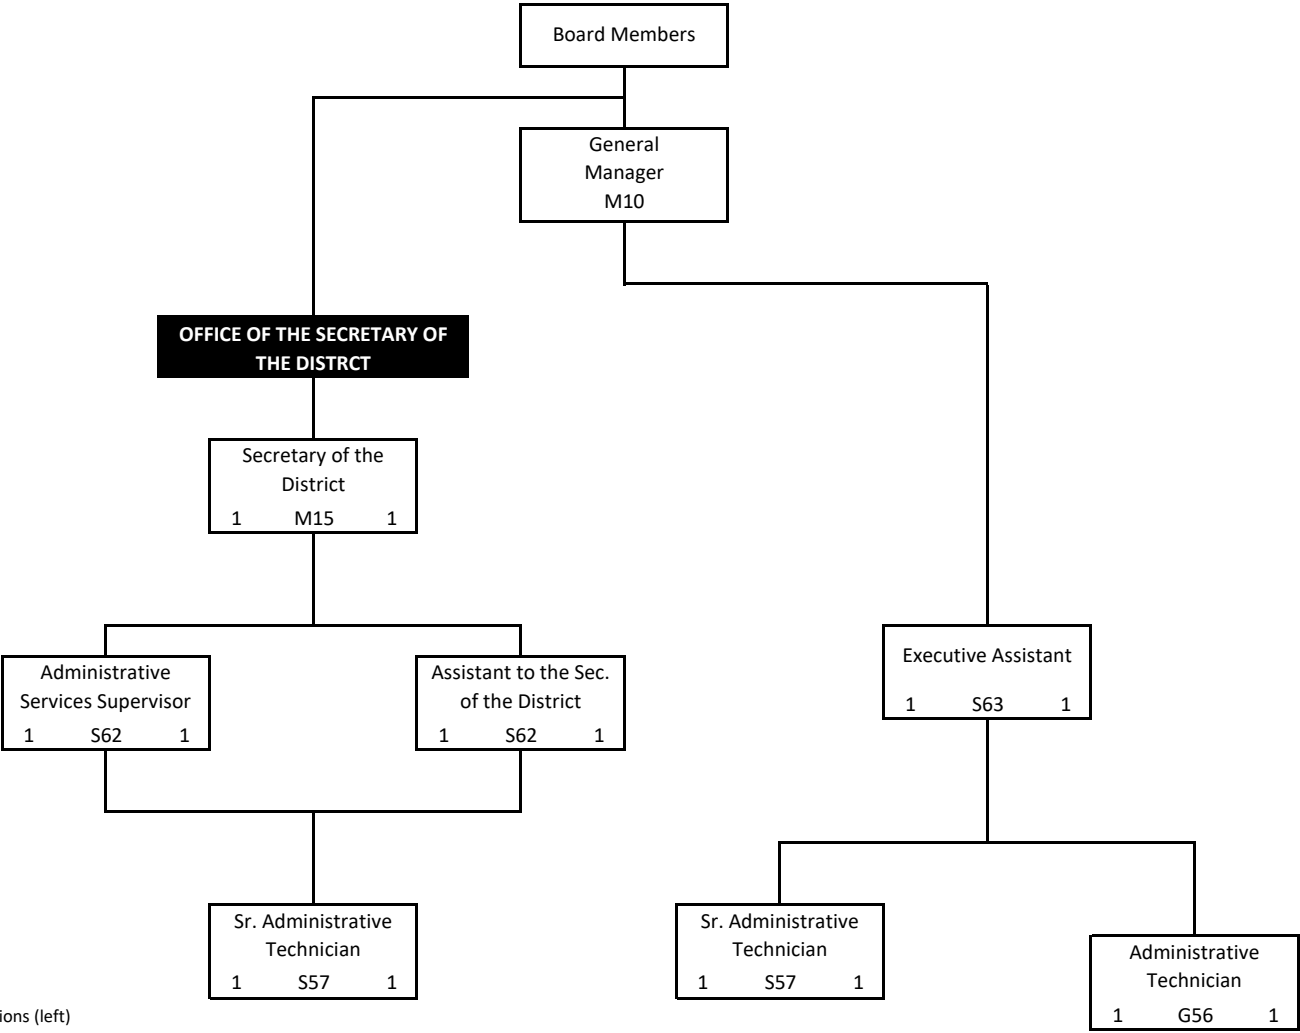 Board Members
General
Manager
M10
OFFICE OF THE SECRETARY OF
THE DISTRCT
Secretary of the
District
1 M15 1
Administrative
Services Supervisor
1 S62 1
Assistant to the Sec.
of the District
1 S62 1
Executive Assistant
1 S63 1
Sr. Administrative
Technician
1 S57 1
Sr. Administrative
Technician
1 S57 1
Administrative
Technician
1 G56 1
ions (left)